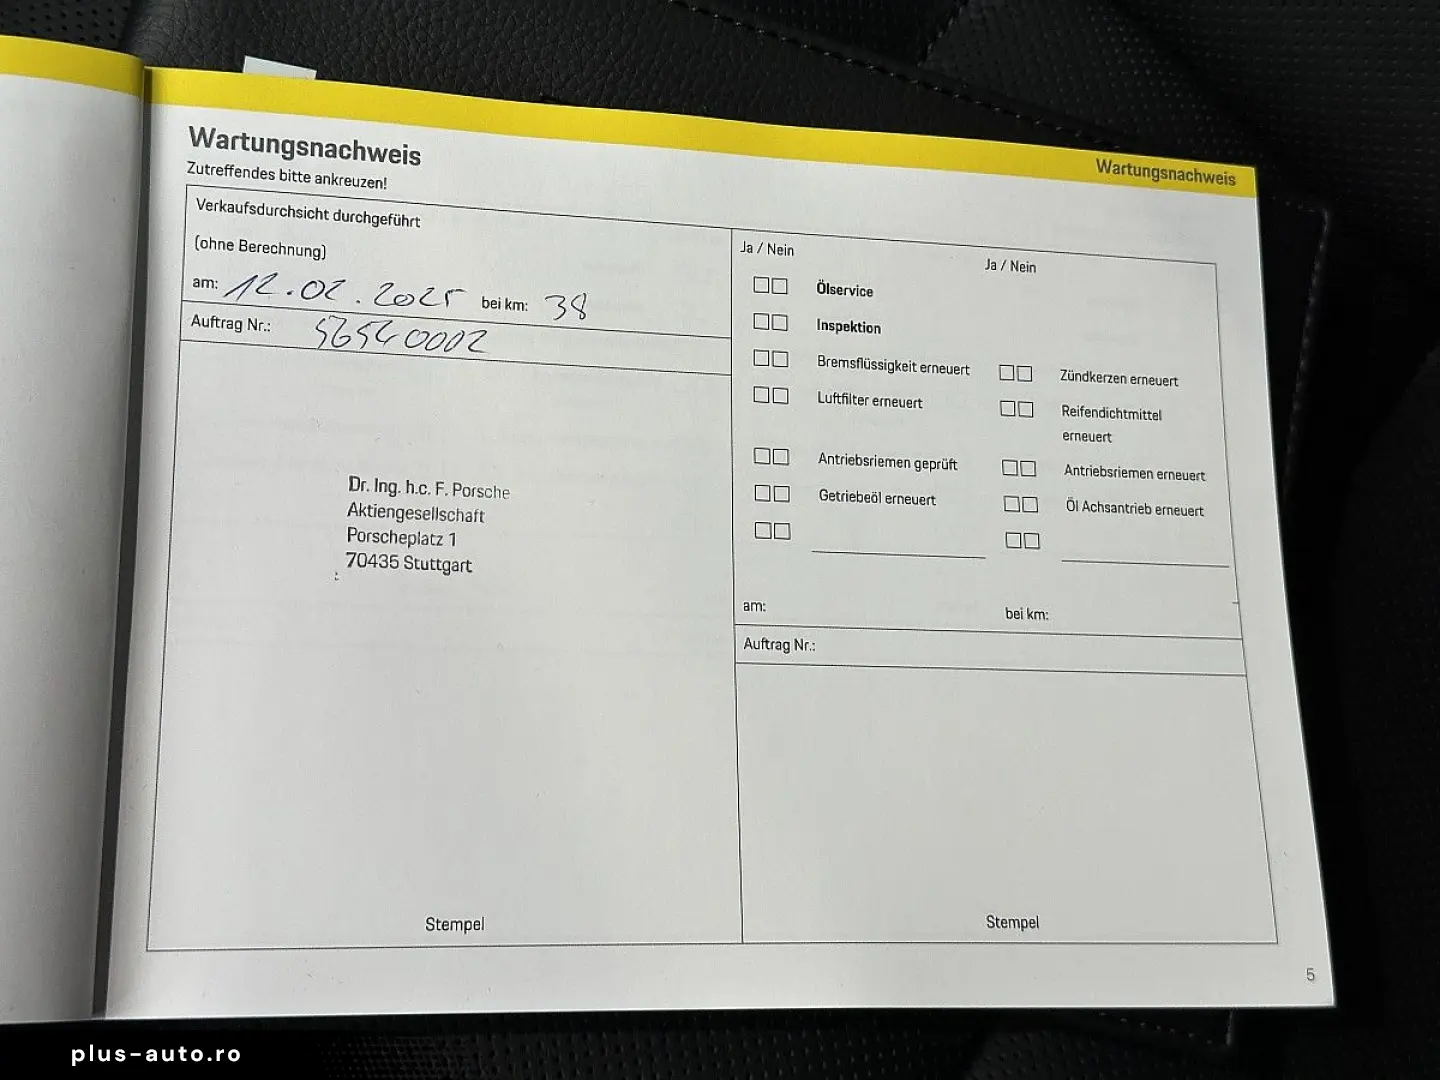 Wartungsnachweis
Wartungsnachweis
Zutreffendes bitte ankreuzen!
Verkaufsdurchsicht durchgeführt
(ohne Berechnung)
am: 12.02.2025 bei km: 38
Auftrag Nr.: 56540002
Dr. Ing. h.c. F. Porsche
Aktiengesellschaft
Porscheplatz 1
70435 Stuttgart
Stempel
Ja / Nein
Ja / Nein
Ölservice
Inspektion
Bremsflüssigkeit erneuert
Zündkerzen erneuert
Luftfilter erneuert
Reifendichtmittel
erneuert
Antriebsriemen geprüft
Antriebsriemen erneuert
Getriebeöl erneuert
Öl Achsantrieb erneuert
am:
bei km:
Auftrag Nr.:
Stempel
5
plus-auto.ro